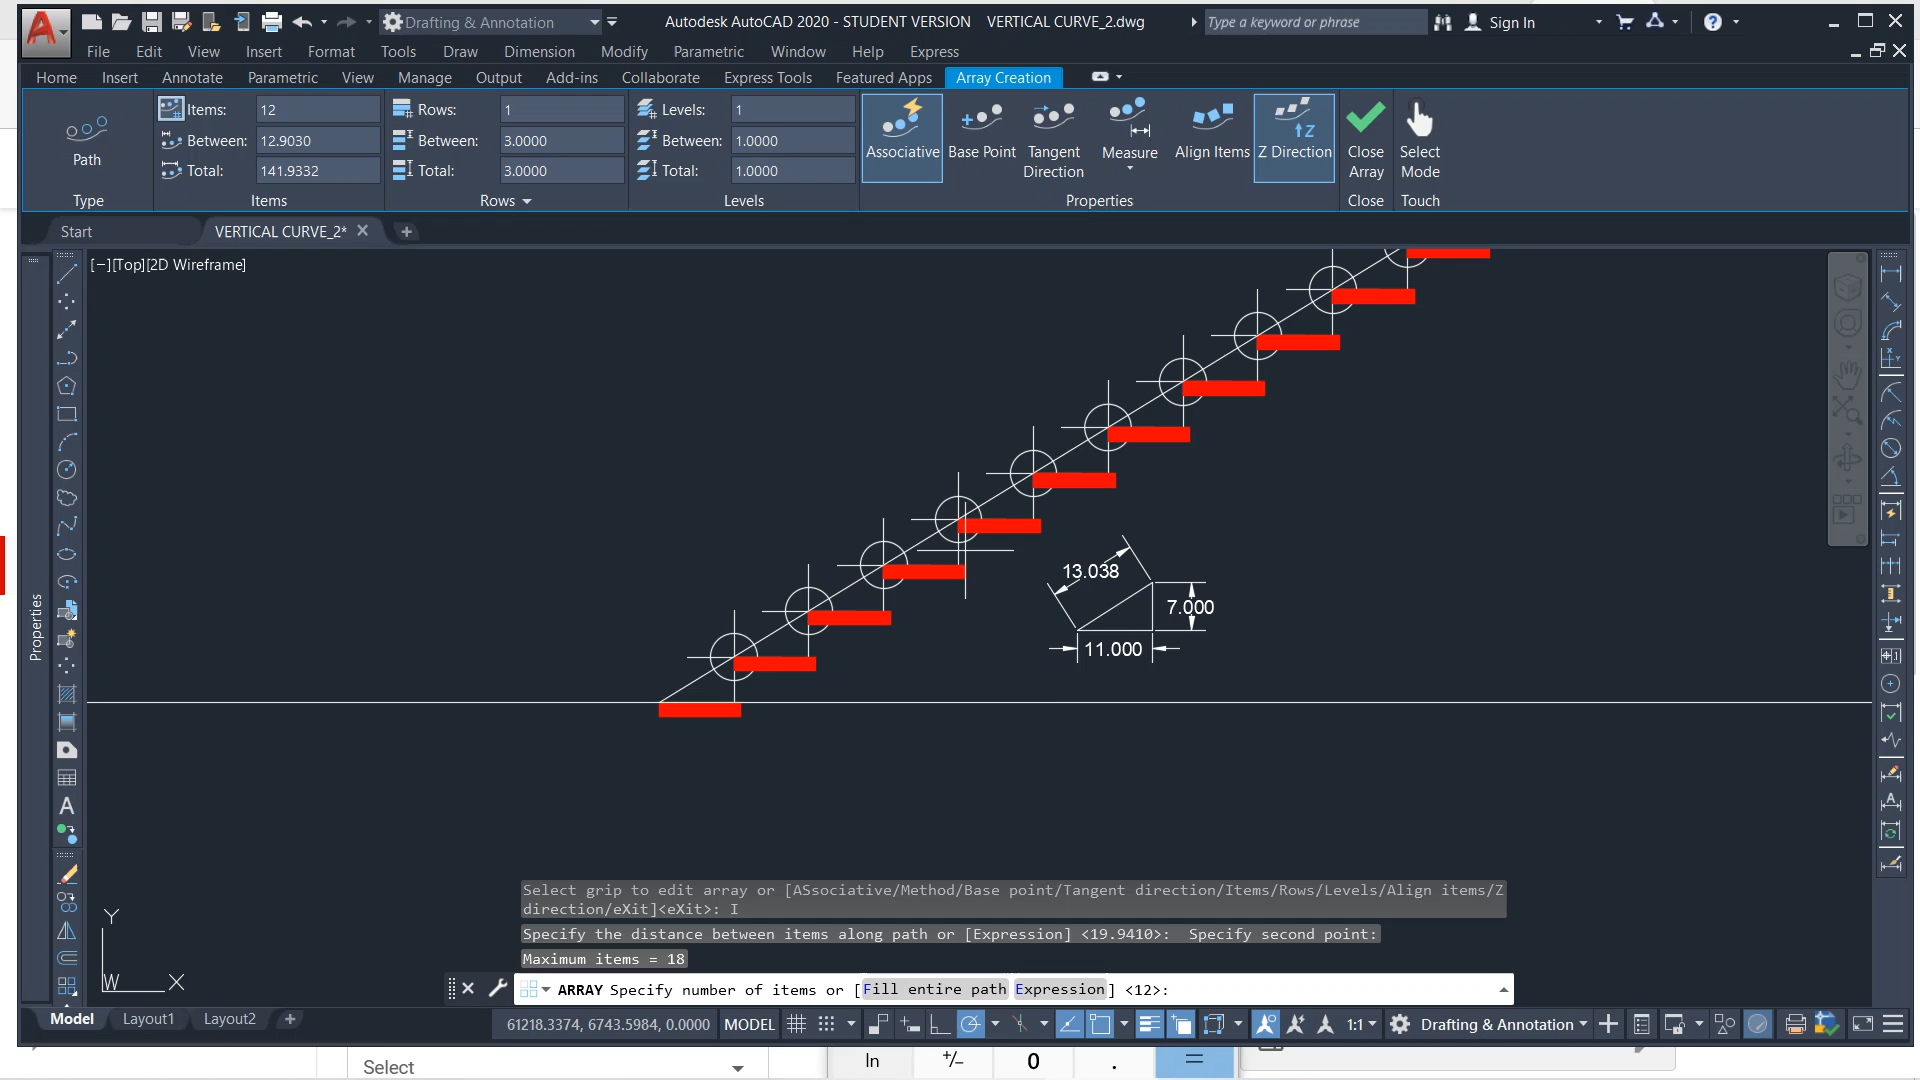 Drafting & Annotation
Autodesk AutoCAD 2020 - STUDENT VERSION VERTICAL CURVE_2.dwg
Type a keyword or phrase
Sign In
File Edit View Insert Format Tools Draw Dimension Modify Parametric Window Help Express
Home Insert Annotate Parametric View Manage Output Add-ins Collaborate Express Tools Featured Apps Array Creation
Path
Type
Items: 12
Between: 12.9030
Total: 141.9332
Items
Rows: 1
Between: 3.0000
Total: 3.0000
Rows
Levels: 1
Between: 1.0000
Total: 1.0000
Levels
Associative
Base Point
Tangent
Direction
Measure
Align Items
Z Direction
Properties
Close
Array
Close
Select
Mode
Touch
Start
VERTICAL CURVE_2*
[−][Top][2D Wireframe]
Properties
13.038
7.000
11.000
Y
W
X
Select grip to edit array or [ASsociative/Method/Base point/Tangent direction/Items/Rows/Levels/Align items/Z
direction/eXit]<eXit>: I
Specify the distance between items along path or [Expression] <19.9410>: Specify second point:
Maximum items = 18
ARRAY Specify number of items or [Fill entire path Expression] <12>:
Model Layout1 Layout2
61218.3374, 6743.5984, 0.0000
MODEL
1:1
Drafting & Annotation
Select
ln
+/−
0
.
=